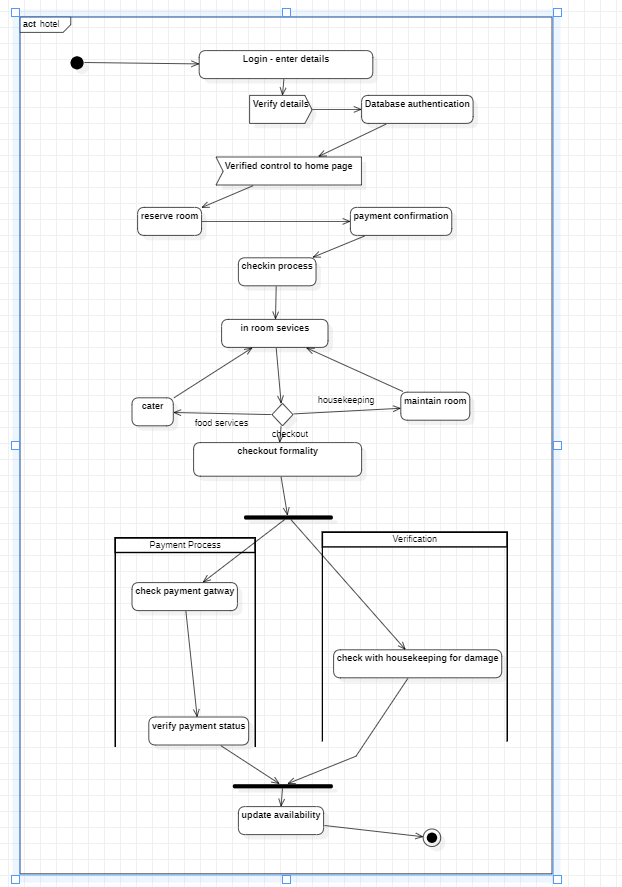 act hotel
Login - enter details
Verify details
Database authentication
Verified control to home page
reserve room
payment confirmation
checkin process
in room sevices
cater
housekeeping
maintain room
food services
checkout
checkout formality
Payment Process
Verification
check payment gatway
check with housekeeping for damage
verify payment status
update availability